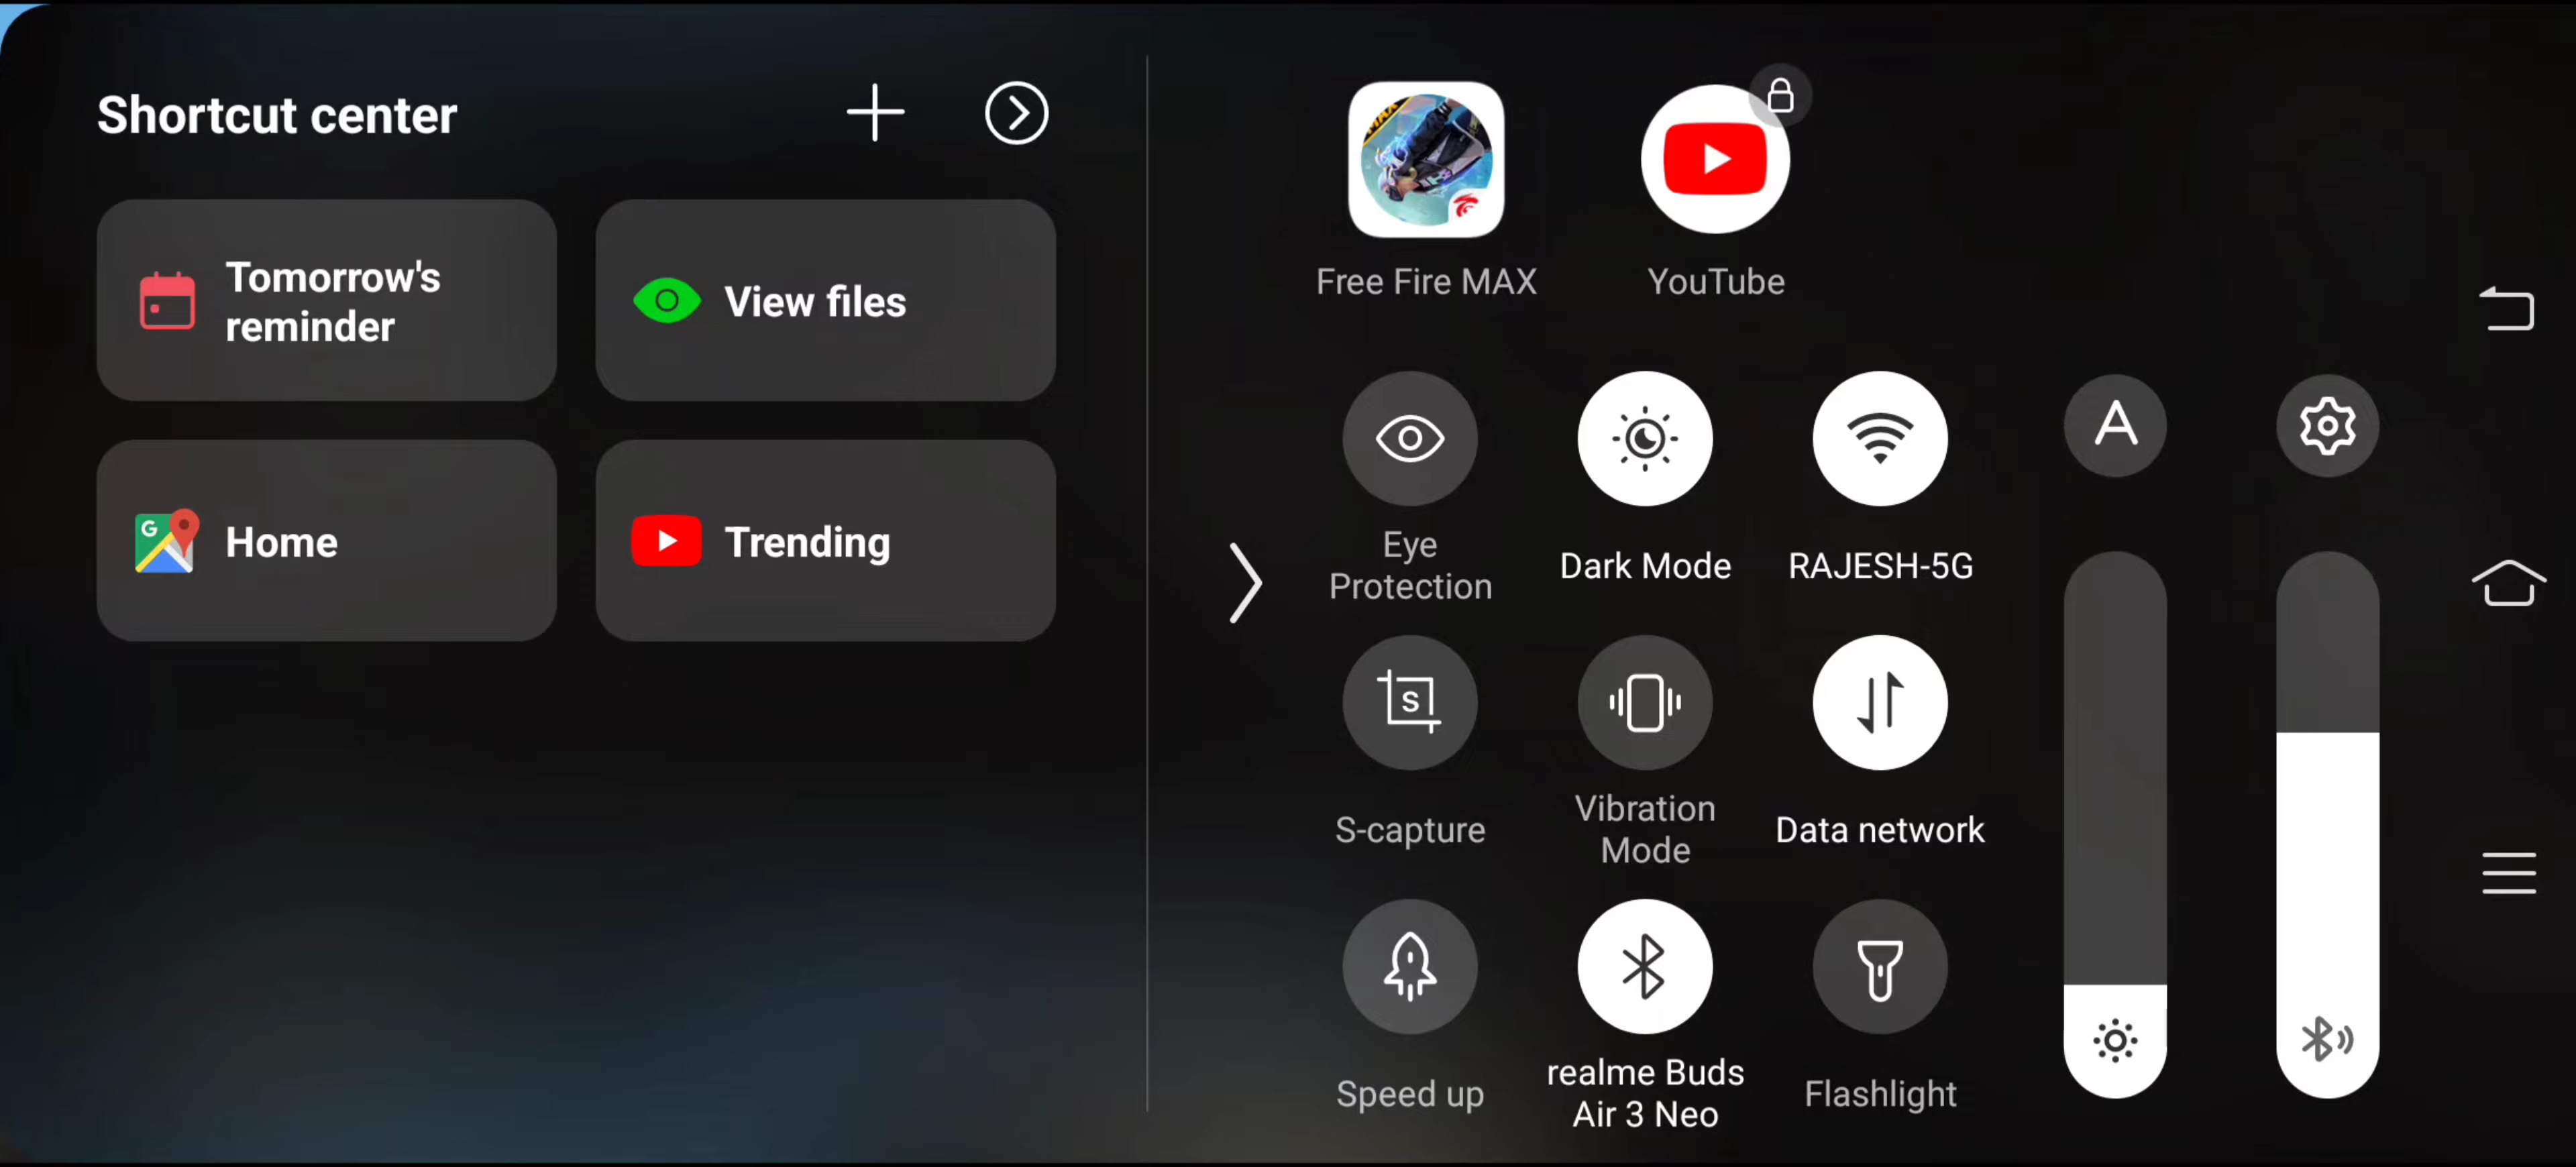 Shortcut center
Tomorrow's
reminder
View files
Home
Trending
MAX
Free Fire MAX
YouTube
Eye
Protection
Dark Mode
RAJESH-5G
A
S
S-capture
Vibration
Mode
Data network
Speed up
realme Buds
Air 3 Neo
Flashlight
G